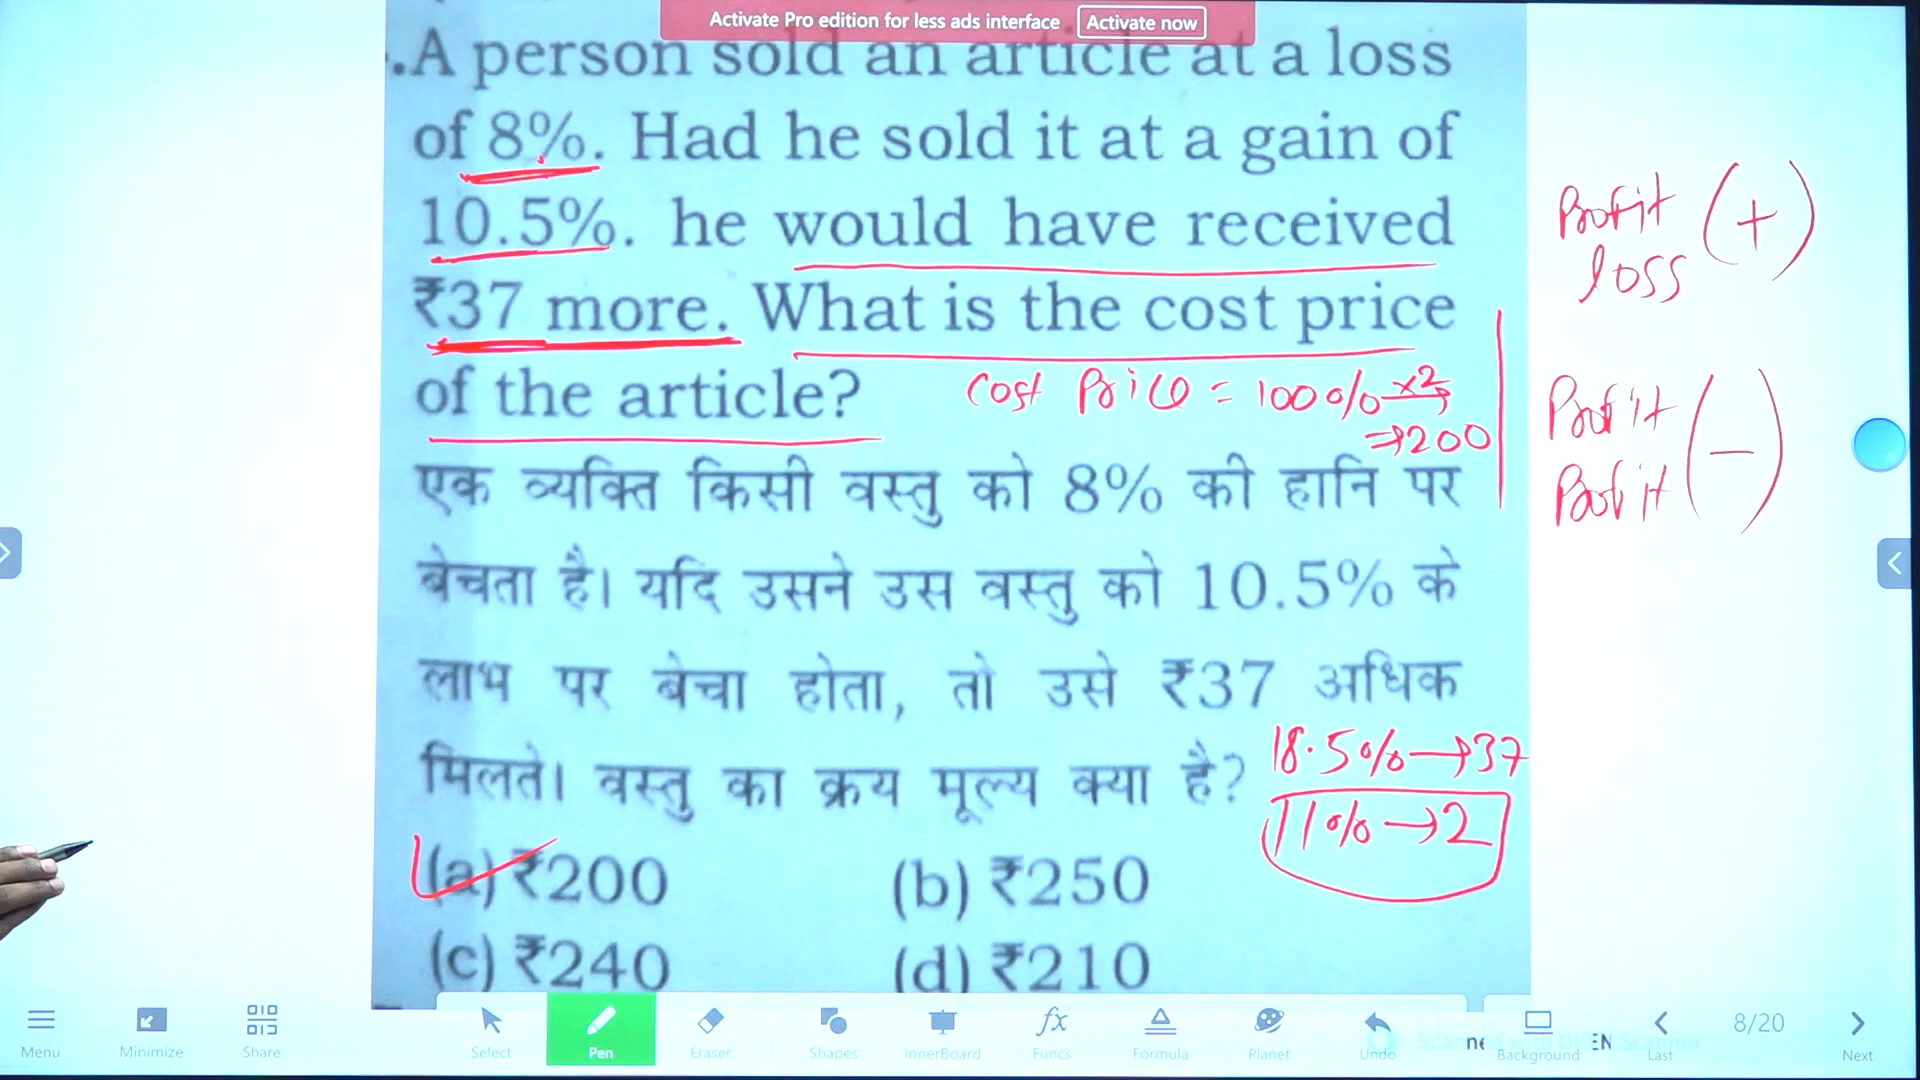 Activate Pro edition for less ads interface Activate now
.A person sold an article at a loss
of 8%. Had he sold it at a gain of
10.5%. he would have received
₹37 more. What is the cost price
of the article?
Cost Price = 100% ×2
→200
Profit
loss
(+)
Profit
Profit
(−)
एक व्यक्ति किसी वस्तु को 8% की हानि पर
बेचता है। यदि उसने उस वस्तु को 10.5% के
लाभ पर बेचा होता, तो उसे ₹37 अधिक
मिलते। वस्तु का क्रय मूल्य क्या है?
18.5%→37
1%→2
(a) ₹200 (b) ₹250
(c) ₹240 (d) ₹210
Menu Minimize Share Select Pen Eraser Shapes InnerBoard Funcs Formula Planet Undo Background Last 8/20 Next